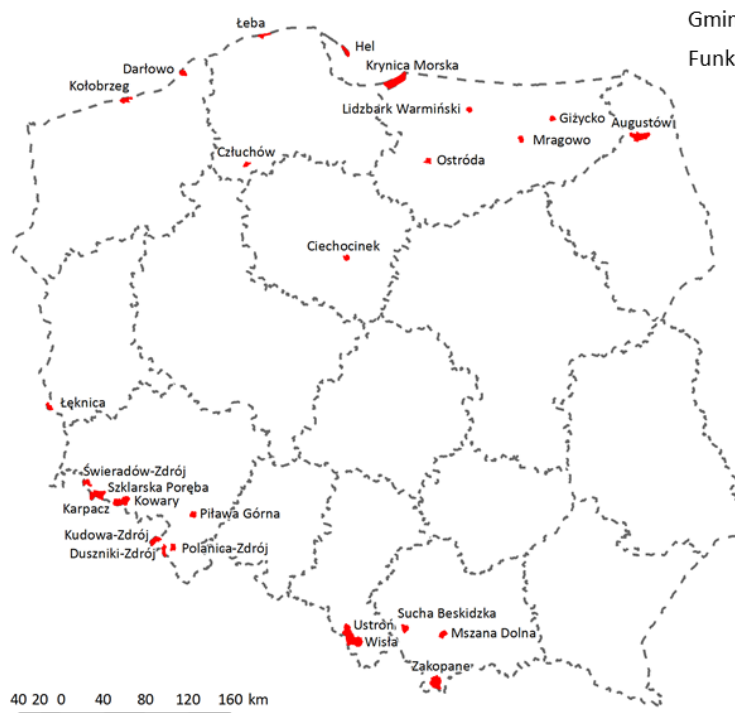 Gmin
Funk
Łeba
Hel
Darłowo
Krynica Morska
Kołobrzeg
Lidzbark Warmiński
Giżycko
Augustów
Mrągowo
Człuchów
Ostróda
Ciechocinek
Łęknica
Świeradów-Zdrój
Szklarska Poręba
Kowary
Karpacz
Piława Górna
Kudowa-Zdrój
Polanica-Zdrój
Duszniki-Zdrój
Sucha Beskidzka
Ustroń
Mszana Dolna
Wisła
Zakopane
40 20 0 40 80 120 160 km